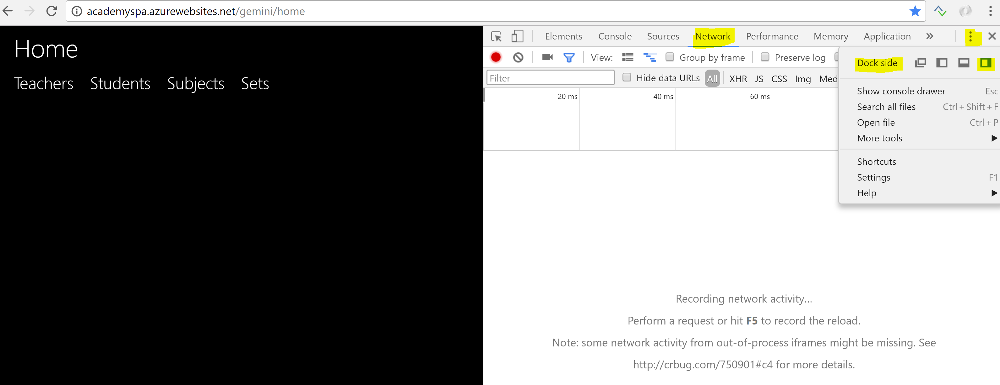 academyspa.azurewebsites.net/gemini/home
Home
Teachers Students Subjects Sets
Elements Console Sources Network Performance Memory Application
View: Group by frame Preserve log
Filter Hide data URLs All XHR JS CSS Img Med
20 ms 40 ms 60 ms
Dock side
Show console drawer Esc
Search all files Ctrl + Shift + F
Open file Ctrl + P
More tools
Shortcuts
Settings F1
Help
Recording network activity...
Perform a request or hit F5 to record the reload.
Note: some network activity from out-of-process iframes might be missing. See
http://crbug.com/750901#c4 for more details.